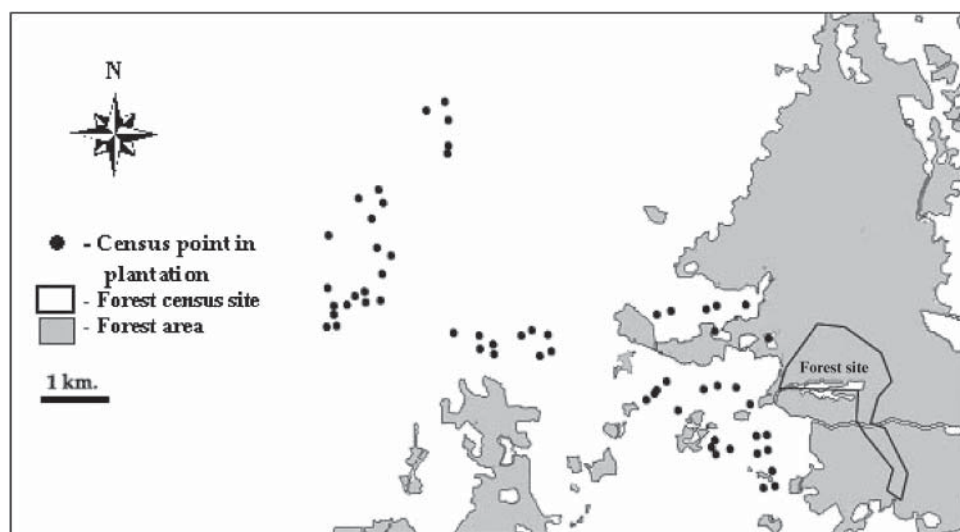 N
- Census point in
plantation
- Forest census site
- Forest area
1 km.
Forest site